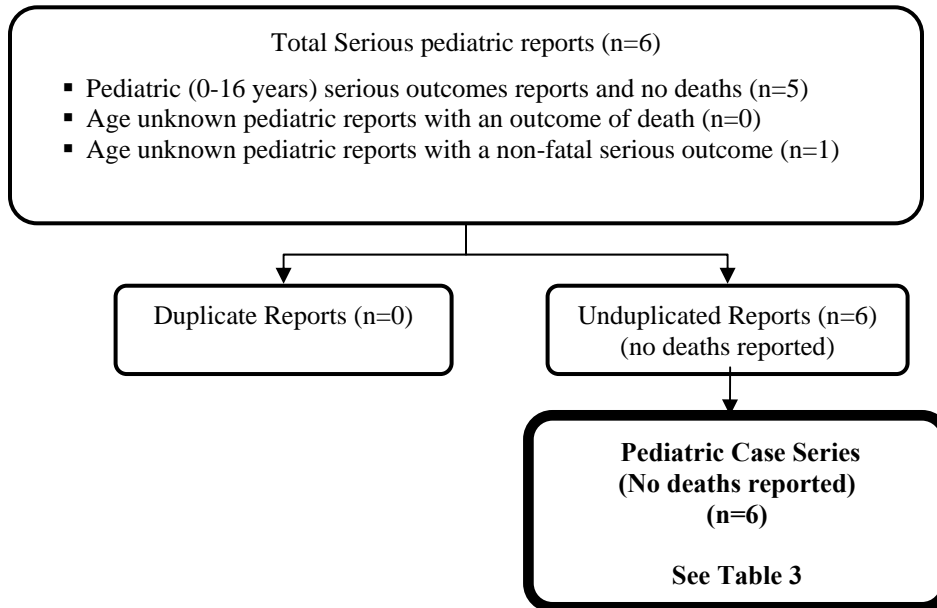 Total Serious pediatric reports (n=6)
▪ Pediatric (0-16 years) serious outcomes reports and no deaths (n=5)
▪ Age unknown pediatric reports with an outcome of death (n=0)
▪ Age unknown pediatric reports with a non-fatal serious outcome (n=1)
Duplicate Reports (n=0)
Unduplicated Reports (n=6)
(no deaths reported)
Pediatric Case Series
(No deaths reported)
(n=6)
See Table 3